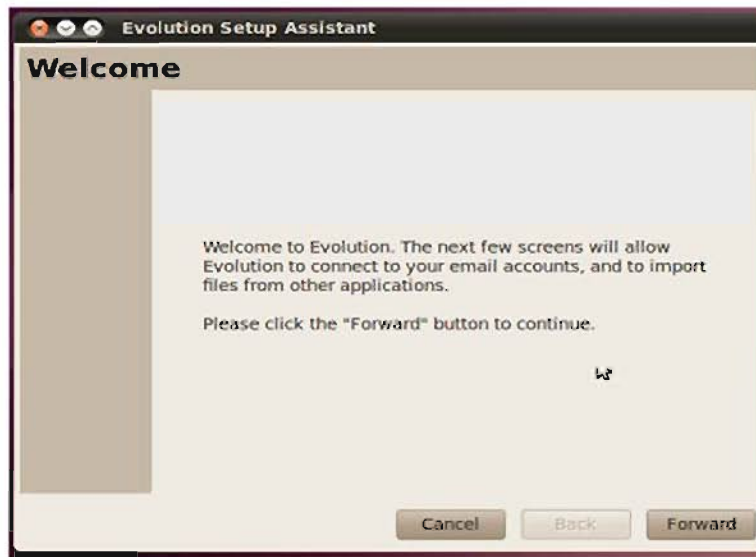 Evolution Setup Assistant
Welcome
Welcome to Evolution. The next few screens will allow
Evolution to connect to your email accounts, and to import
files from other applications.
Please click the "Forward" button to continue.
Cancel
Back
Forward